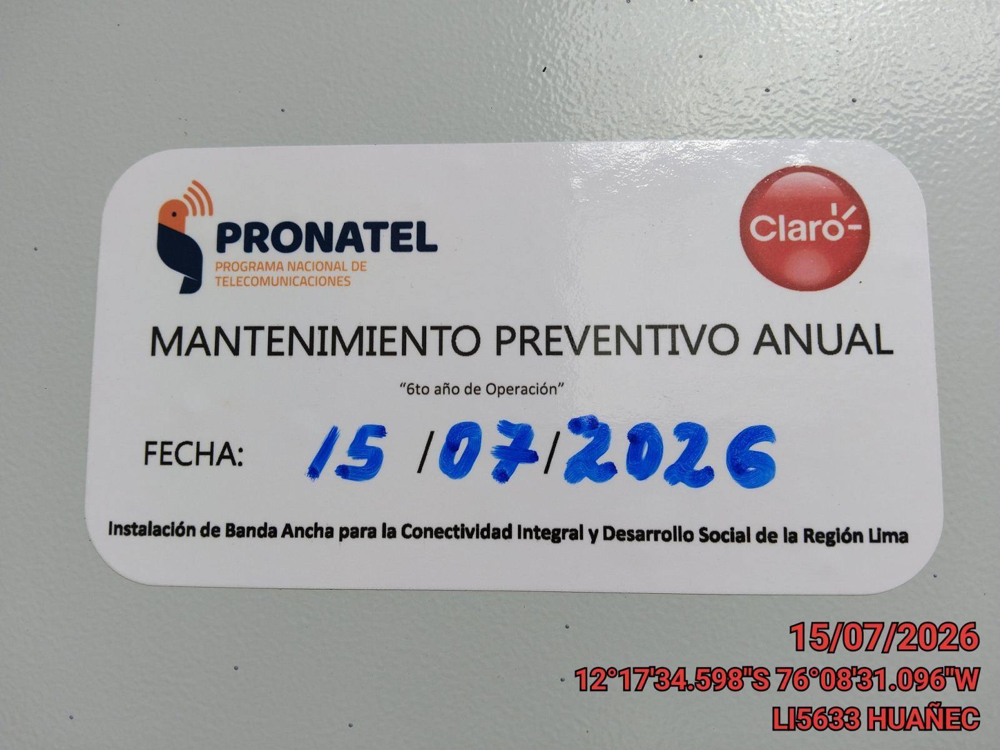 PRONATEL
PROGRAMA NACIONAL DE
TELECOMUNICACIONES
Claro
MANTENIMIENTO PREVENTIVO ANUAL
“6to año de Operación”
FECHA: 15/07/2026
Instalación de Banda Ancha para la Conectividad Integral y Desarrollo Social de la Región Lima
15/07/2026
12°17'34.598"S 76°08'31.096"W
LI5633 HUAÑEC